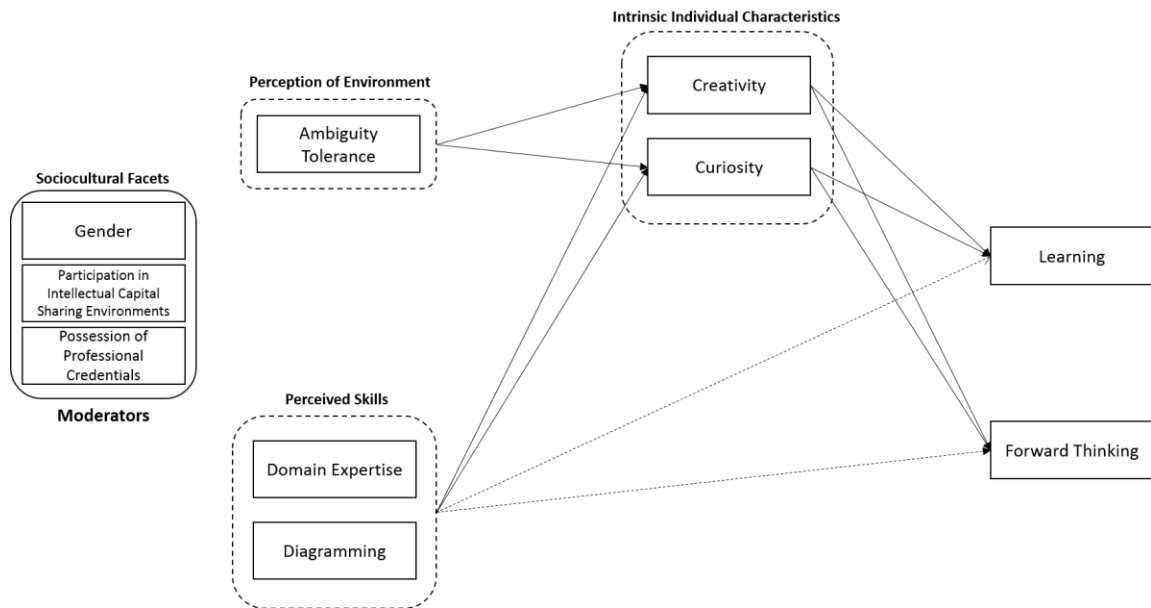 Intrinsic Individual Characteristics
Creativity
Curiosity
Perception of Environment
Ambiguity
Tolerance
Sociocultural Facets
Gender
Participation in
Intellectual Capital
Sharing Environments
Possession of
Professional
Credentials
Moderators
Perceived Skills
Domain Expertise
Diagramming
Learning
Forward Thinking